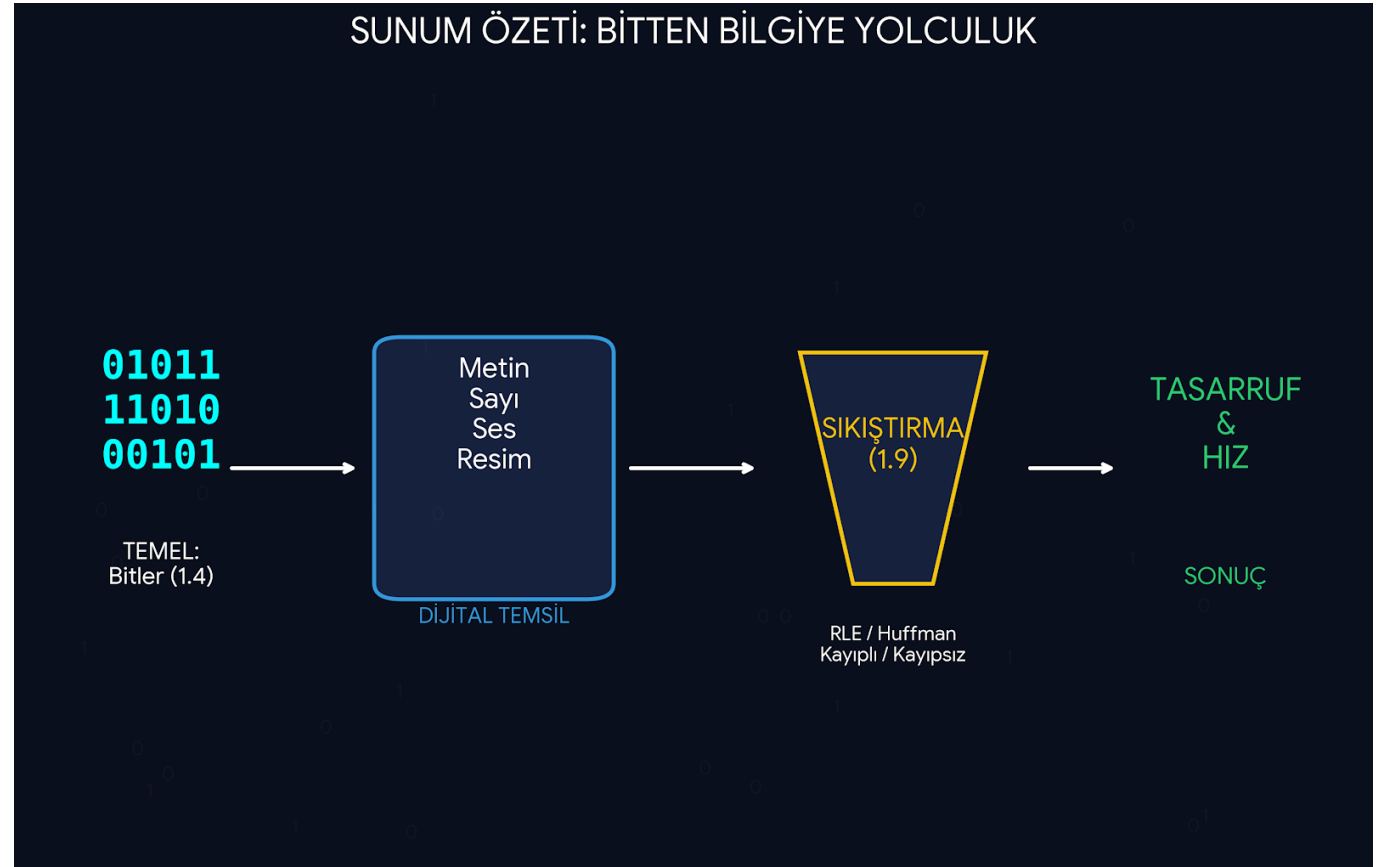 SUNUM ÖZETİ: BİTTEN BİLGİYE YOLCULUK
01011
11010
00101
TEMEL:
Bitler (1.4)
Metin
Sayı
Ses
Resim
DİJİTAL TEMSİL
SIKIŞTIRMA
(1.9)
RLE / Huffman
Kayıplı / Kayıpsız
TASARRUF
&
HIZ
SONUÇ